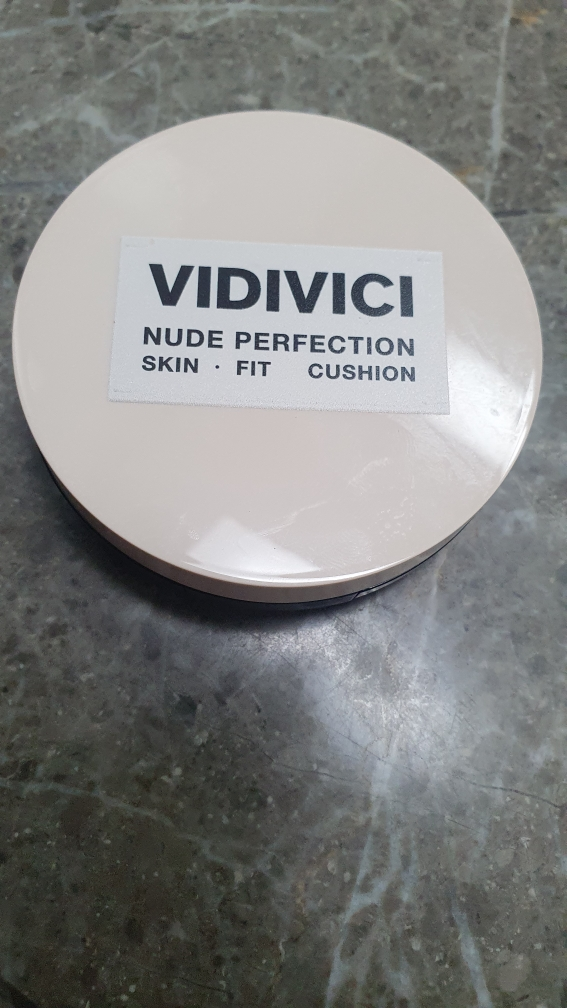 VIDIVICI
NUDE PERFECTION
SKIN · FIT CUSHION